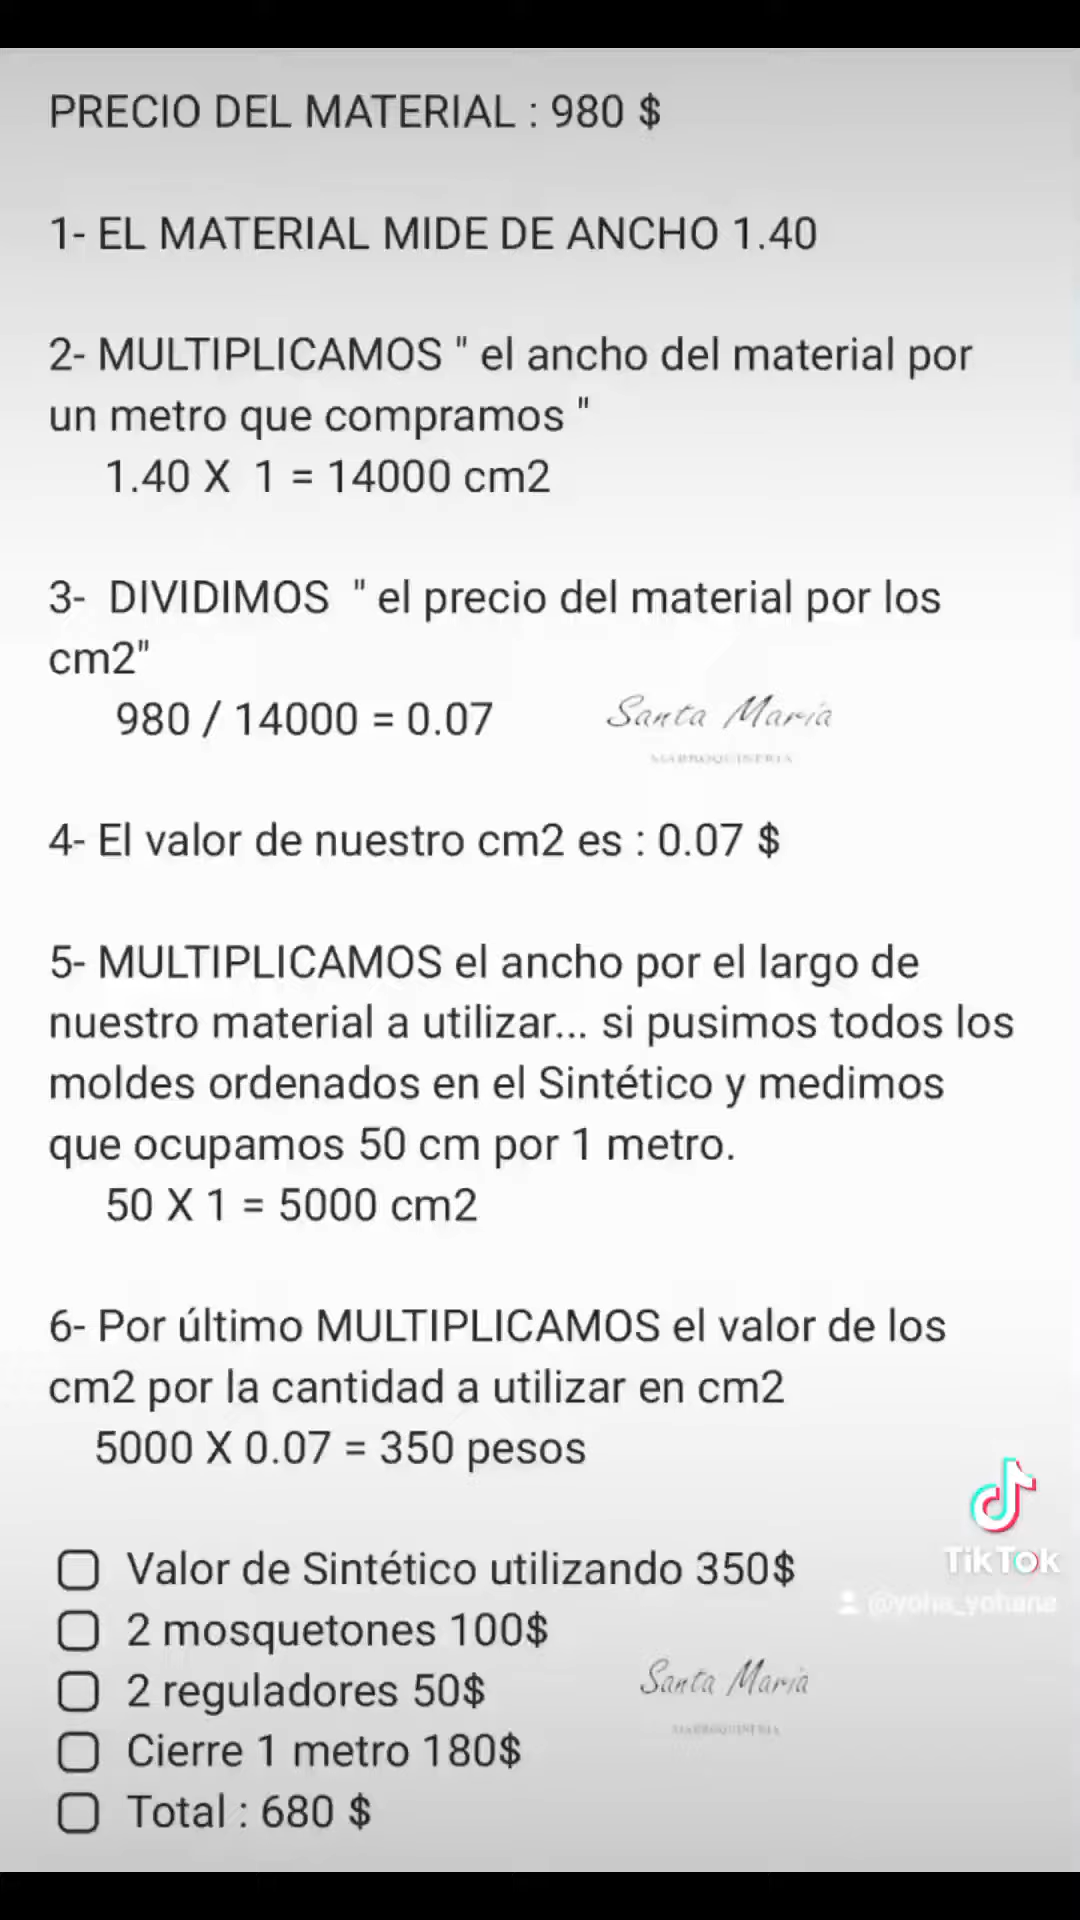 PRECIO DEL MATERIAL : 980 $
1- EL MATERIAL MIDE DE ANCHO 1.40
2- MULTIPLICAMOS " el ancho del material por
un metro que compramos "
1.40 X 1 = 14000 cm2
3- DIVIDIMOS " el precio del material por los
cm2"
980 / 14000 = 0.07
Santa Maria
MARROQUINERIA
4- El valor de nuestro cm2 es : 0.07 $
5- MULTIPLICAMOS el ancho por el largo de
nuestro material a utilizar... si pusimos todos los
moldes ordenados en el Sintético y medimos
que ocupamos 50 cm por 1 metro.
50 X 1 = 5000 cm2
6- Por último MULTIPLICAMOS el valor de los
cm2 por la cantidad a utilizar en cm2
5000 X 0.07 = 350 pesos
TikTok
@yoha_yohana
Valor de Sintético utilizando 350$
2 mosquetones 100$
2 reguladores 50$
Santa Maria
MARROQUINERIA
Cierre 1 metro 180$
Total : 680 $